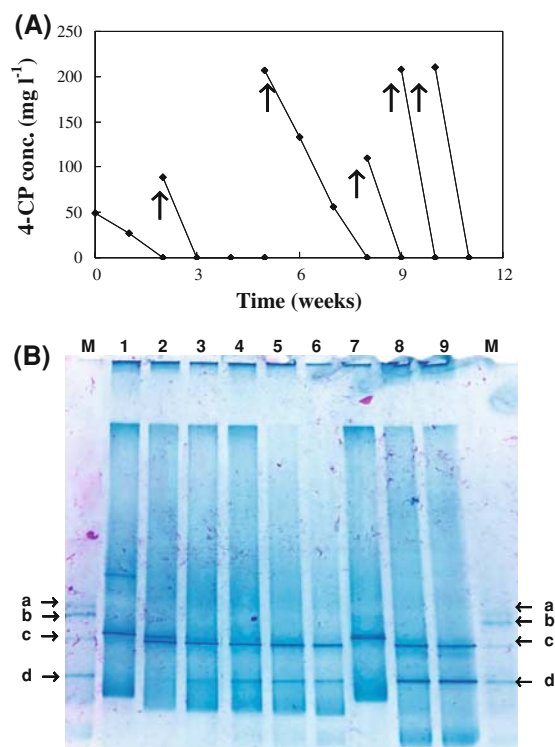 (A)
250
200
150
100
50
0
4-CP conc. (mg l⁻¹)
0 3 6 9 12
Time (weeks)
(B)
M 1 2 3 4 5 6 7 8 9 M
a
b
c
d
a
b
c
d